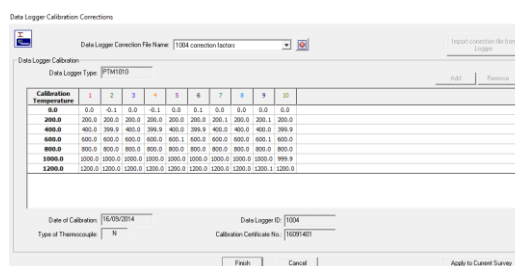 Data Logger Calibration Corrections
Data Logger Correction File Name: 1004 correction factors
Import correction file from Logger
Data Logger Calibration
Data Logger Type: PTM1010
Add Remove
Calibration Temperature 1 2 3 4 5 6 7 8 9 10
0.0 0.0 -0.1 0.0 -0.1 0.0 0.1 0.0 0.0 0.0 0.0
200.0 200.0 200.0 200.0 200.0 200.0 200.0 200.1 200.0 200.1 200.0
400.0 400.0 399.9 400.0 399.9 400.0 399.9 400.0 400.0 399.9 400.0
600.0 600.0 600.0 600.0 600.0 600.1 600.0 600.0 600.0 600.0 600.0
800.0 800.0 800.0 800.0 800.0 800.0 800.0 800.0 800.0 800.0 800.0
1000.0 1000.0 1000.0 1000.0 1000.0 1000.0 1000.0 1000.0 1000.0 1000.0 999.9
1200.0 1200.0 1200.0 1200.0 1200.0 1200.0 1200.0 1200.0 1200.0 1200.1 1200.0
Date of Calibration: 16/09/2014 Data Logger ID: 1004
Type of Thermocouple: N Calibration Certificate No.: 16091401
Finish Cancel Apply to Current Survey